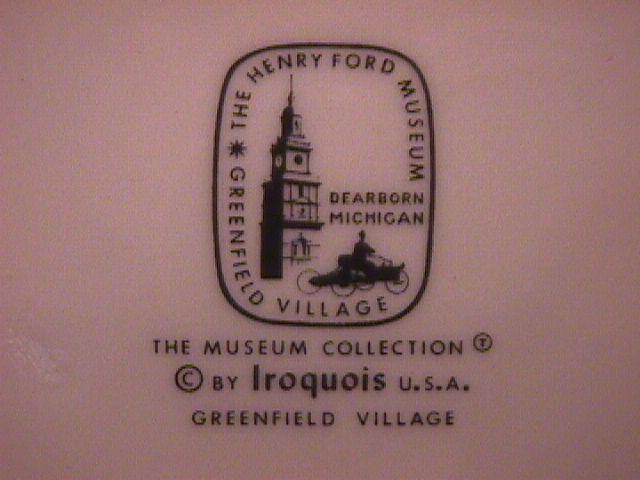 THE HENRY FORD MUSEUM
GREENFIELD VILLAGE
DEARBORN
MICHIGAN
THE MUSEUM COLLECTION Ⓣ
© BY Iroquois U.S.A.
GREENFIELD VILLAGE